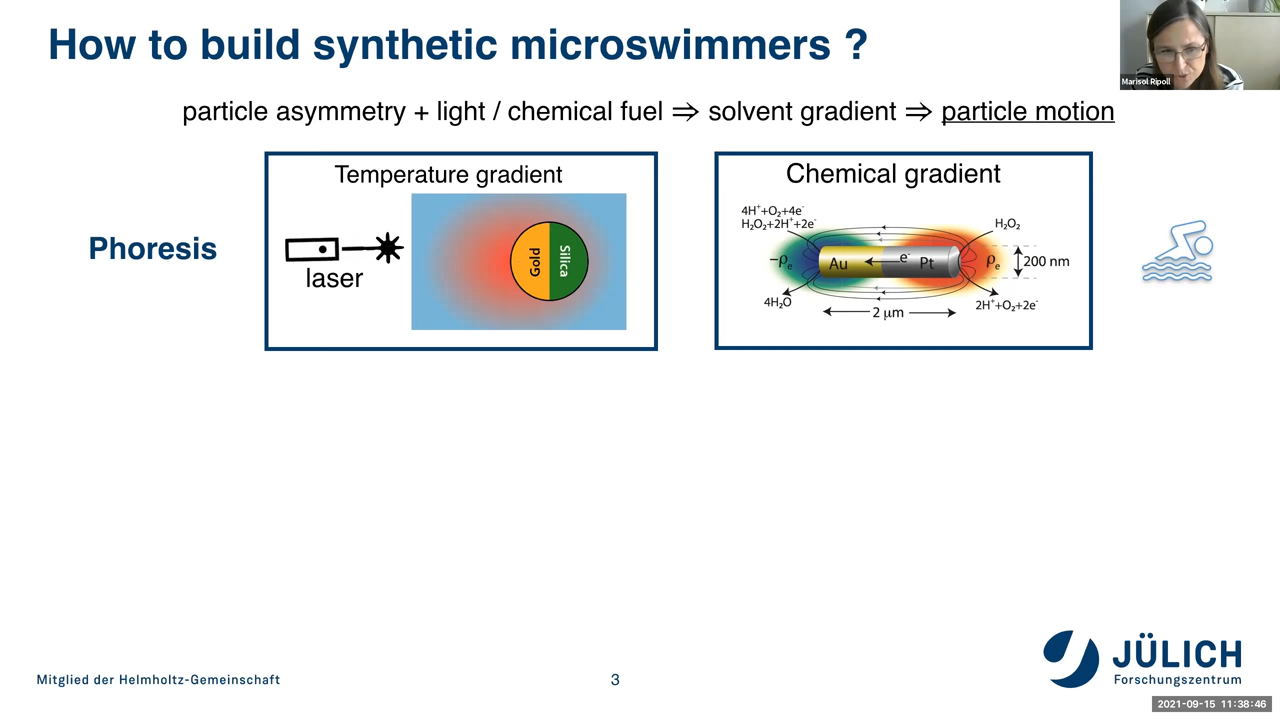 How to build synthetic microswimmers ?
Marisol Ripoll
particle asymmetry + light / chemical fuel ⇒ solvent gradient ⇒ particle motion
Phoresis
Temperature gradient
laser
Gold
Silica
Chemical gradient
4H⁺+O₂+4e⁻
H₂O₂+2H⁺+2e⁻
H₂O₂
-ρₑ
Au
e⁻
Pt
ρₑ
200 nm
4H₂O
2H⁺+O₂+2e⁻
2 μm
Mitglied der Helmholtz-Gemeinschaft
3
JÜLICH
Forschungszentrum
2021-09-15 11:38:46